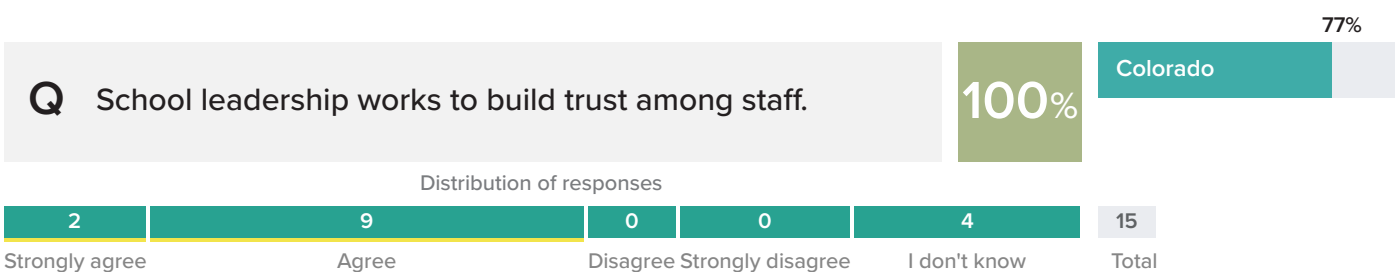 77%
Q School leadership works to build trust among staff. 100% Colorado
Distribution of responses
2 9 0 0 4 15
Strongly agree Agree Disagree Strongly disagree I don't know Total